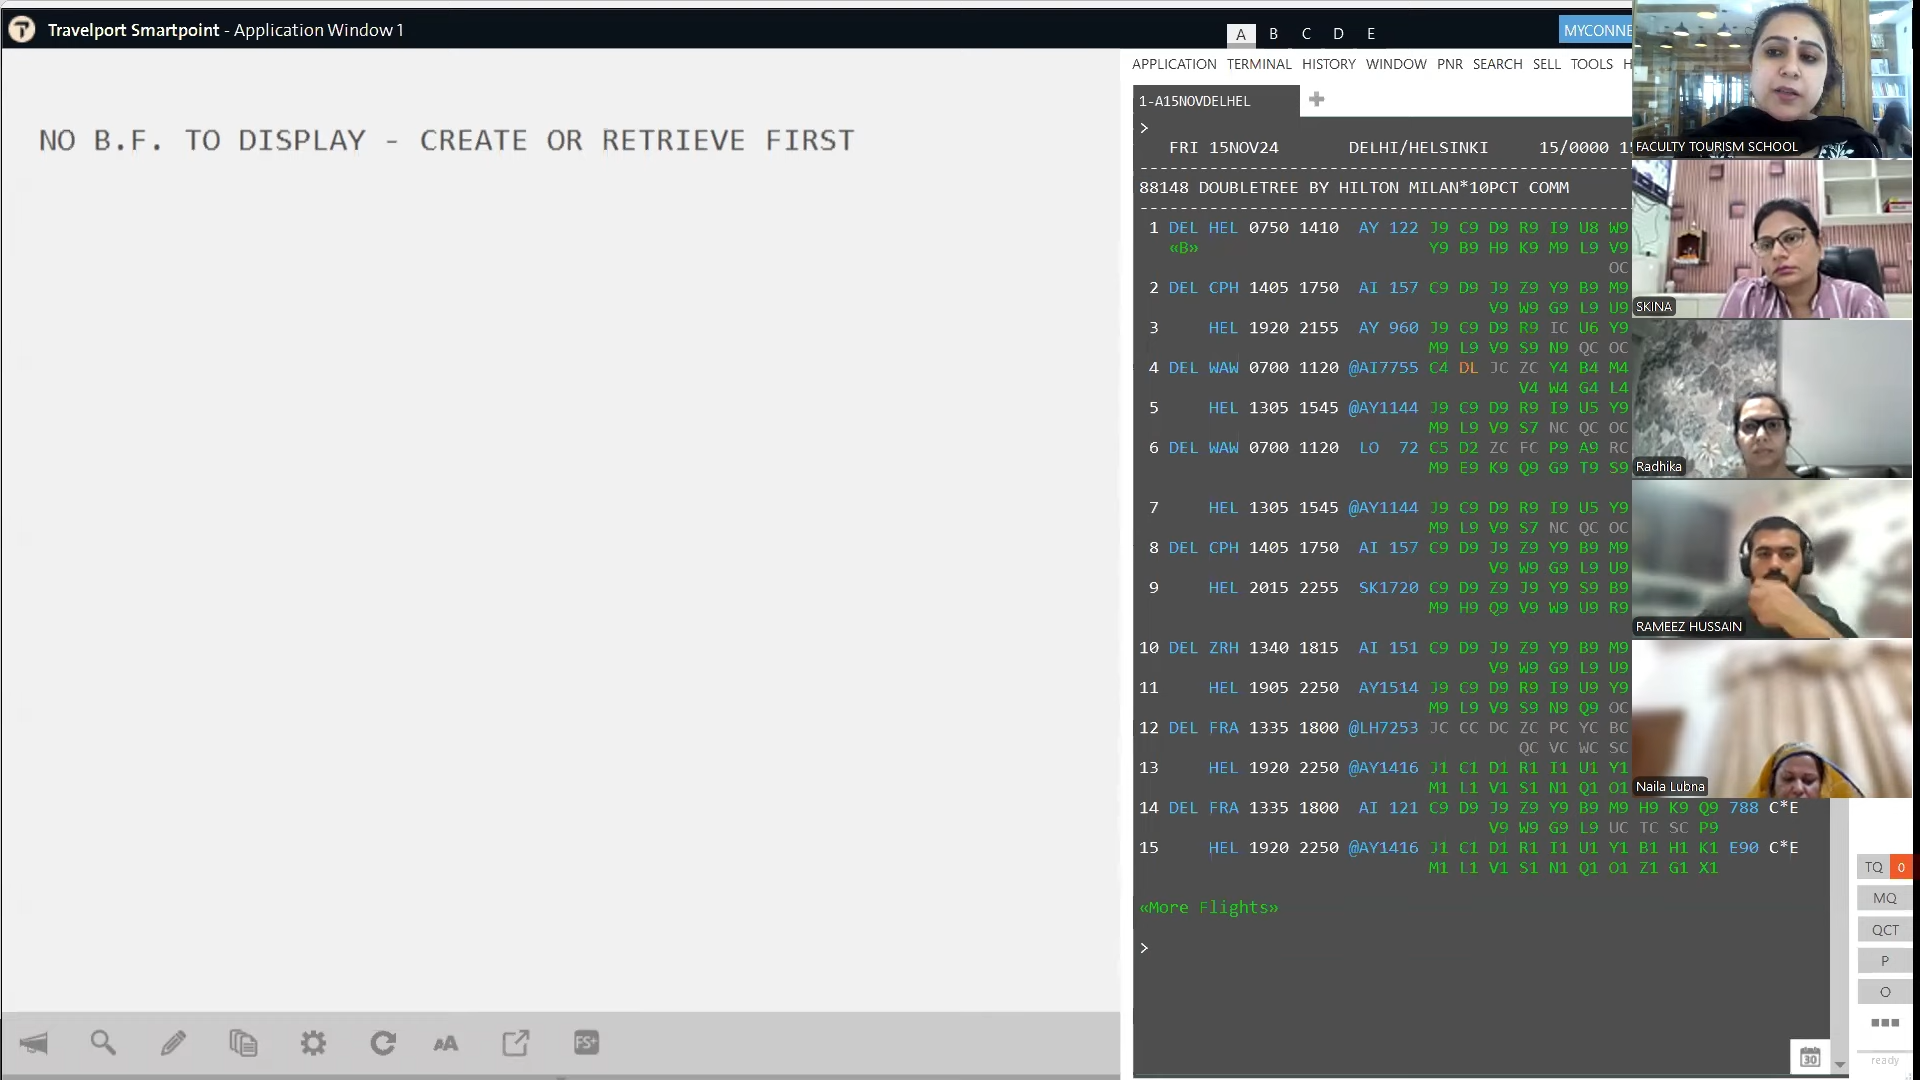 Travelport Smartpoint - Application Window 1
A B C D E
MYCONNE
APPLICATION TERMINAL HISTORY WINDOW PNR SEARCH SELL TOOLS H
1-A15NOVDELHEL
NO B.F. TO DISPLAY - CREATE OR RETRIEVE FIRST
>
FRI 15NOV24 DELHI/HELSINKI 15/0000 15
88148 DOUBLETREE BY HILTON MILAN*10PCT COMM
1 DEL HEL 0750 1410 AY 122 J9 C9 D9 R9 I9 U8 W9
«B» Y9 B9 H9 K9 M9 L9 V9
OC
2 DEL CPH 1405 1750 AI 157 C9 D9 J9 Z9 Y9 B9 M9
V9 W9 G9 L9 U9
3 HEL 1920 2155 AY 960 J9 C9 D9 R9 IC U6 Y9
M9 L9 V9 S9 N9 QC OC
4 DEL WAW 0700 1120 @AI7755 C4 DL JC ZC Y4 B4 M4
V4 W4 G4 L4
5 HEL 1305 1545 @AY1144 J9 C9 D9 R9 I9 U5 Y9
M9 L9 V9 S7 NC QC OC
6 DEL WAW 0700 1120 LO 72 C5 D2 ZC FC P9 A9 RC
M9 E9 K9 Q9 G9 T9 S9
7 HEL 1305 1545 @AY1144 J9 C9 D9 R9 I9 U5 Y9
M9 L9 V9 S7 NC QC OC
8 DEL CPH 1405 1750 AI 157 C9 D9 J9 Z9 Y9 B9 M9
V9 W9 G9 L9 U9
9 HEL 2015 2255 SK1720 C9 D9 Z9 J9 Y9 S9 B9
M9 H9 Q9 V9 W9 U9 R9
10 DEL ZRH 1340 1815 AI 151 C9 D9 J9 Z9 Y9 B9 M9
V9 W9 G9 L9 U9
11 HEL 1905 2250 AY1514 J9 C9 D9 R9 I9 U9 Y9
M9 L9 V9 S9 N9 Q9 OC
12 DEL FRA 1335 1800 @LH7253 JC CC DC ZC PC YC BC
QC VC WC SC
13 HEL 1920 2250 @AY1416 J1 C1 D1 R1 I1 U1 Y1
M1 L1 V1 S1 N1 Q1 O1
14 DEL FRA 1335 1800 AI 121 C9 D9 J9 Z9 Y9 B9 M9 H9 K9 Q9 788 C*E
V9 W9 G9 L9 UC TC SC P9
15 HEL 1920 2250 @AY1416 J1 C1 D1 R1 I1 U1 Y1 B1 H1 K1 E90 C*E
M1 L1 V1 S1 N1 Q1 O1 Z1 G1 X1
«More Flights»
>
FACULTY TOURISM SCHOOL
SKINA
Radhika
RAMEEZ HUSSAIN
Naila Lubna
TQ 0
MQ
QCT
P
O
30
ready
AA
FS+